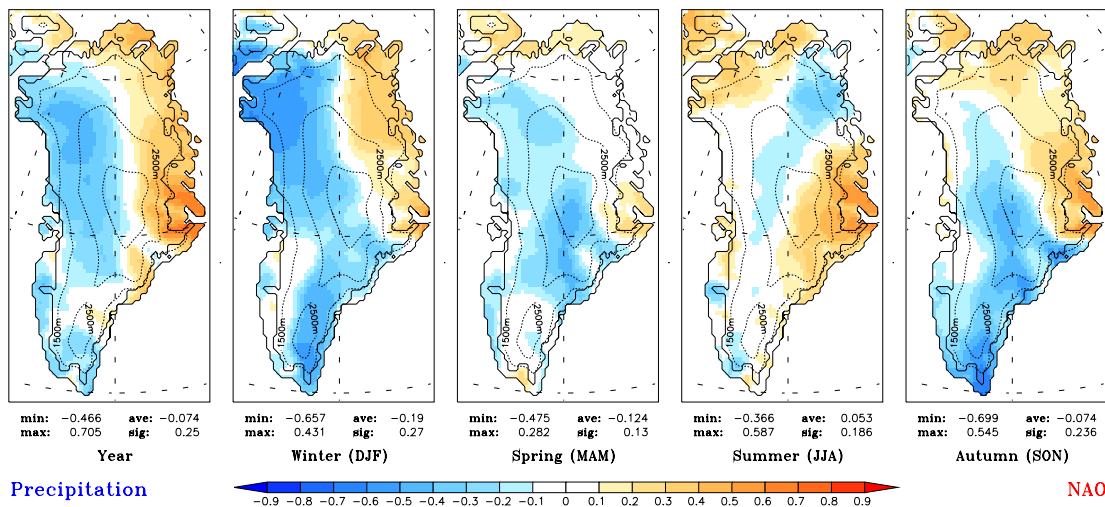 2500m 2500m 2500m 2500m 2500m
1500m 2500m 1500m 2500m 1500m 2500m 1500m 2500m 1500m 2500m
min: −0.466 ave: −0.074 min: −0.657 ave: −0.19 min: −0.475 ave: −0.124 min: −0.366 ave: 0.053 min: −0.699 ave: −0.074
max: 0.705 sig: 0.25 max: 0.431 sig: 0.27 max: 0.282 sig: 0.13 max: 0.587 sig: 0.186 max: 0.545 sig: 0.236
Year Winter (DJF) Spring (MAM) Summer (JJA) Autumn (SON)
Precipitation NAO
−0.9 −0.8 −0.7 −0.6 −0.5 −0.4 −0.3 −0.2 −0.1 0 0.1 0.2 0.3 0.4 0.5 0.6 0.7 0.8 0.9